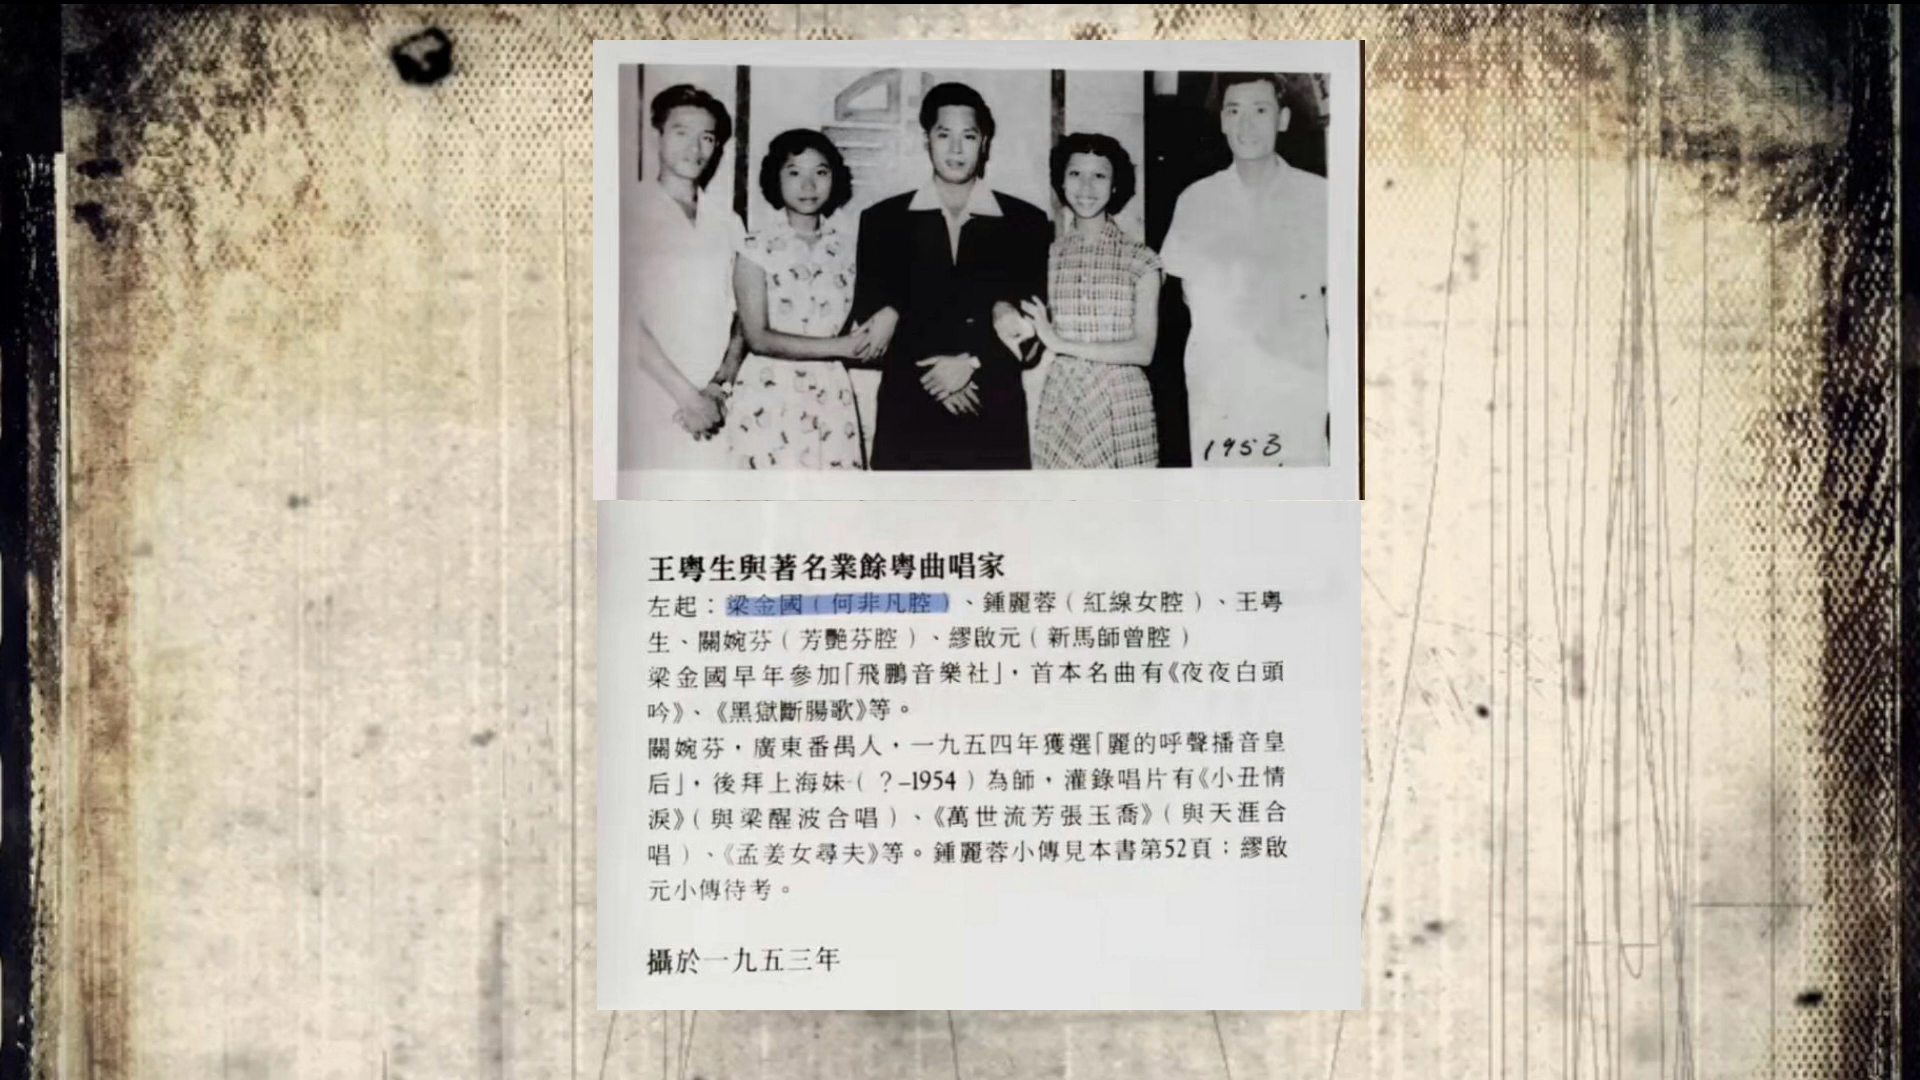 1953
王粵生與著名業餘粵曲唱家
左起：梁金國（何非凡腔）、鍾麗蓉（紅線女腔）、王粵
生、關婉芬（芳艷芬腔）、繆啟元（新馬師曾腔）
梁金國早年參加「飛鵬音樂社」，首本名曲有《夜夜白頭
吟》、《黑獄斷腸歌》等。
關婉芬，廣東番禺人，一九五四年獲選「麗的呼聲播音皇
后」，後拜上海妹（？–1954）為師，灌錄唱片有《小丑情
淚》（與梁醒波合唱）、《萬世流芳張玉喬》（與天涯合
唱）、《孟姜女尋夫》等。鍾麗蓉小傳見本書第52頁；繆啟
元小傳待考。
攝於一九五三年